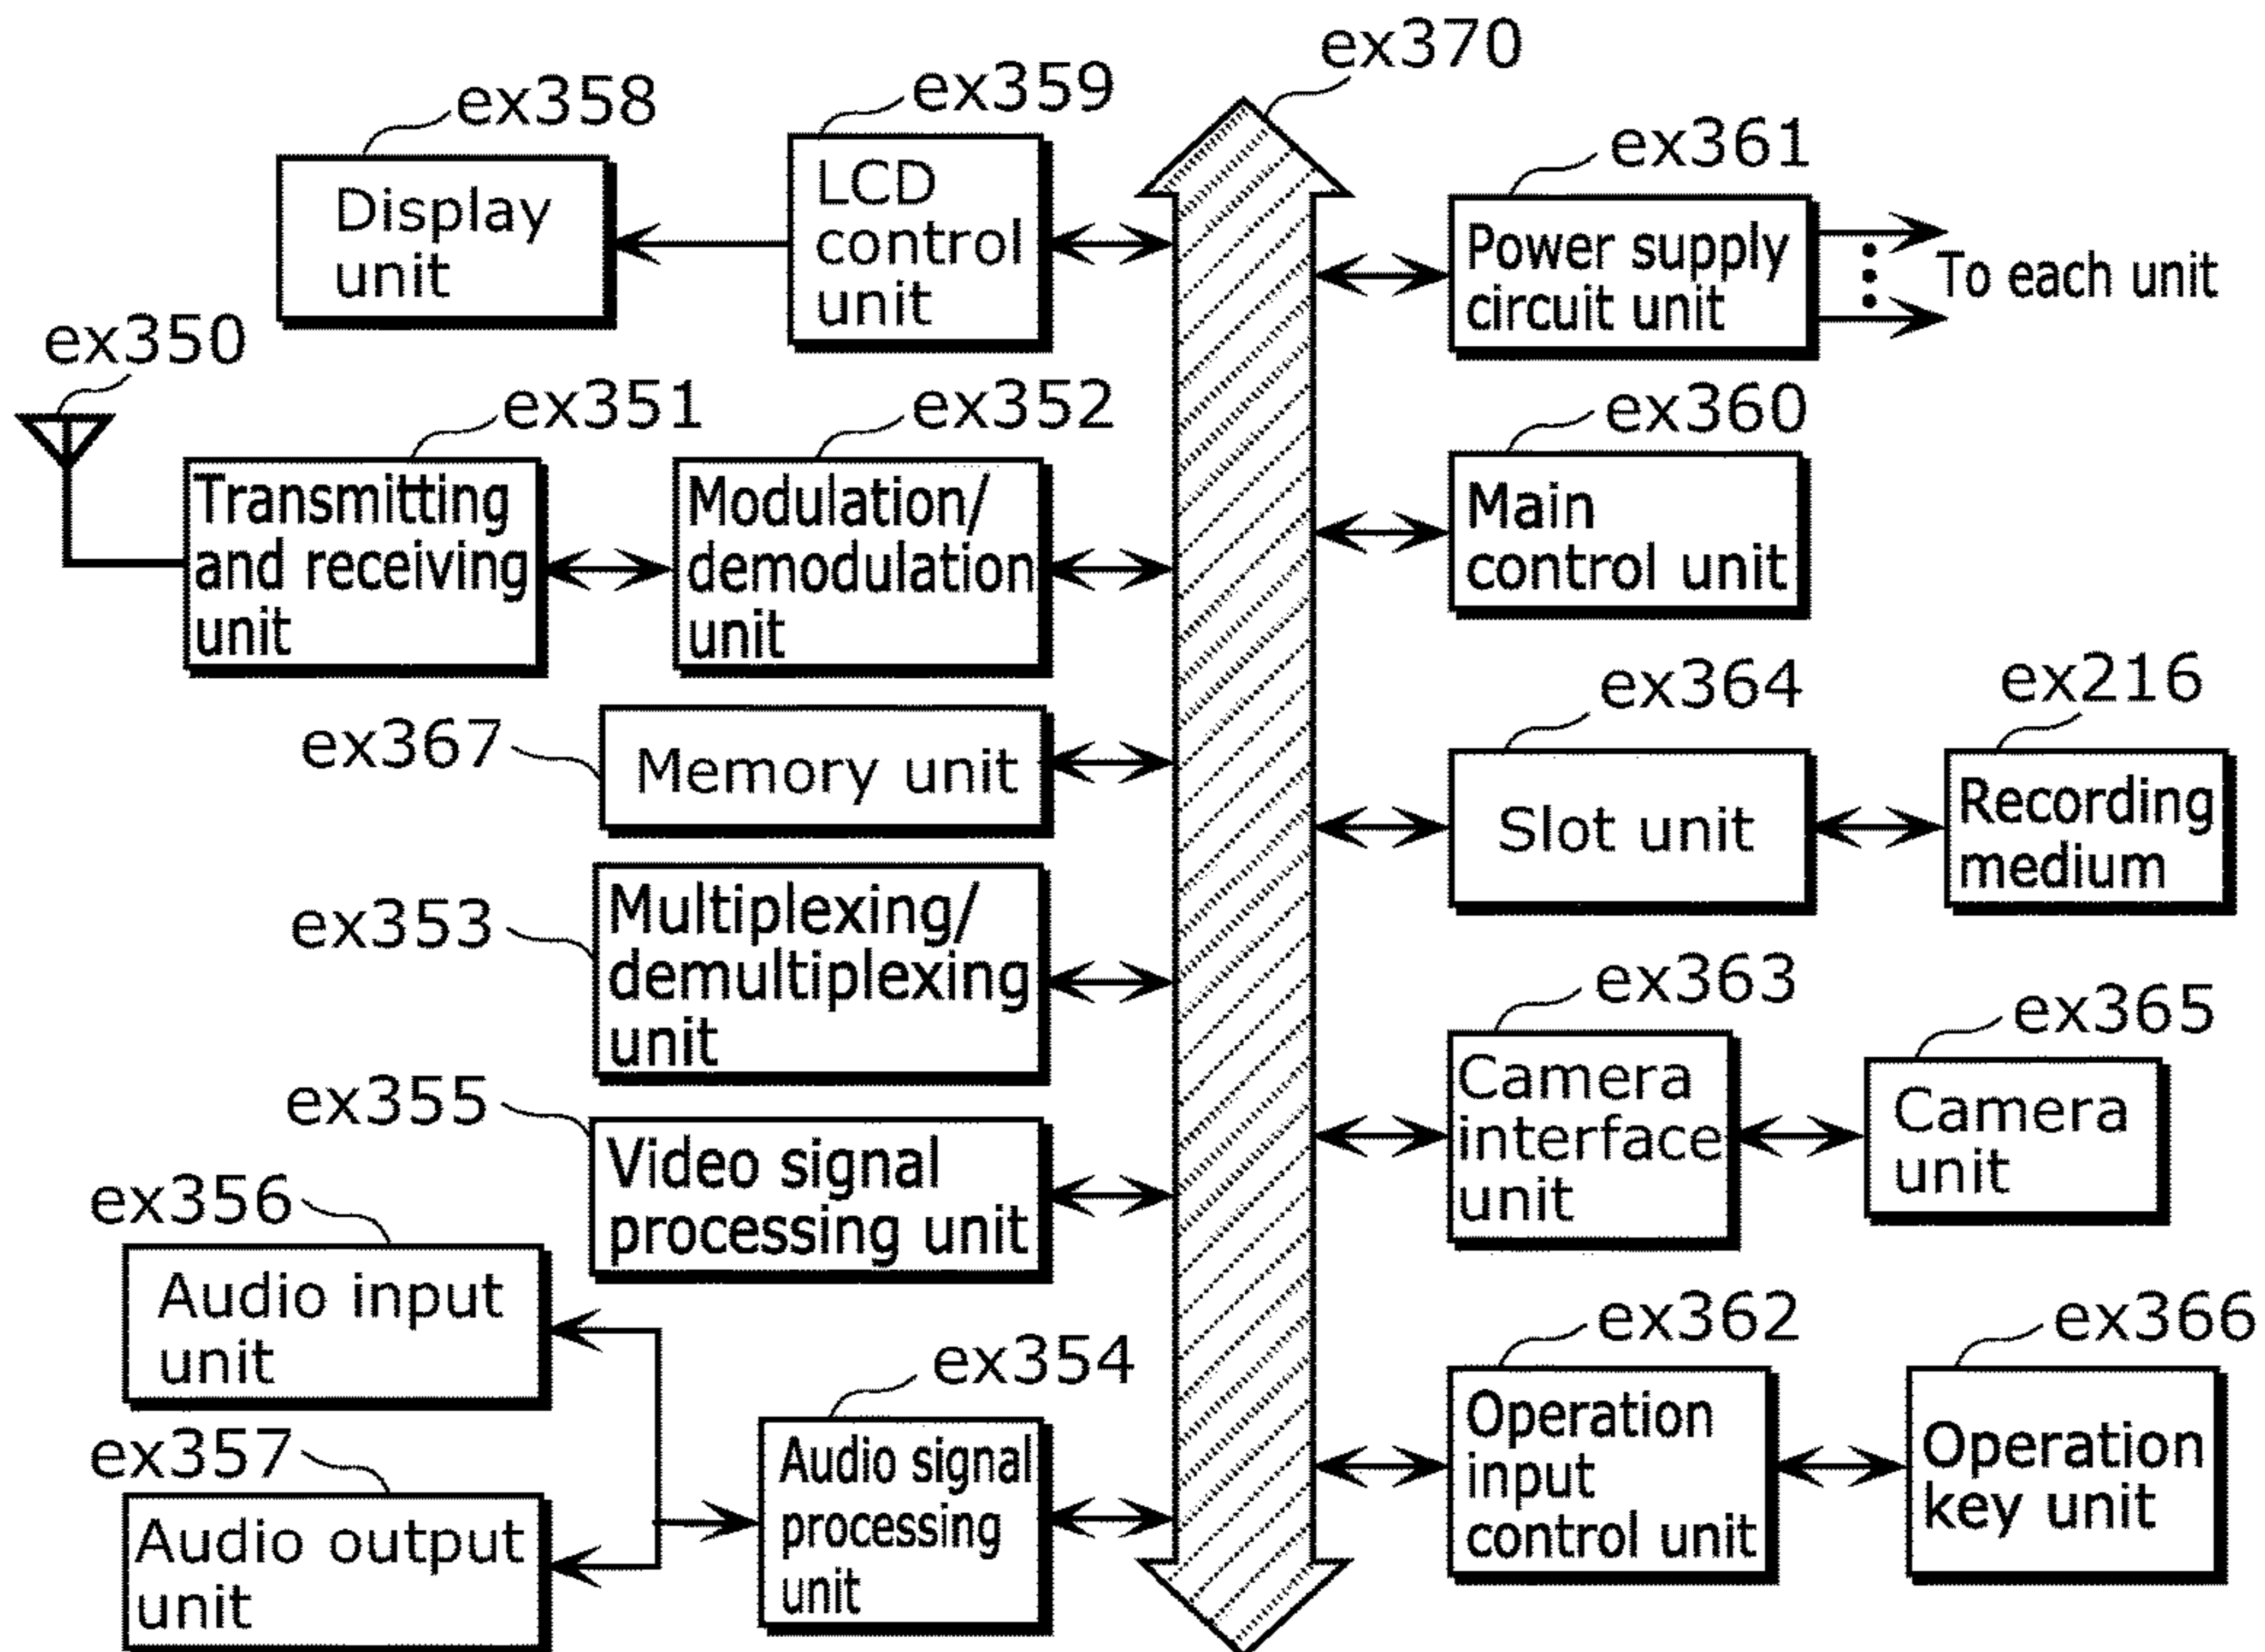 ex370
ex359
ex358
ex361
LCD
control
unit
Display
unit
Power supply
circuit unit
To each unit
ex350
ex351
ex352
ex360
Transmitting
and receiving
unit
Modulation/
demodulation
unit
Main
control unit
ex364
ex216
ex367
Memory unit
Slot unit
Recording
medium
ex353
Multiplexing/
demultiplexing
unit
ex363
ex365
Camera
interface
unit
Camera
unit
ex355
Video signal
processing unit
ex356
Audio input
unit
ex362
ex366
ex354
Operation
input
control unit
Operation
key unit
ex357
Audio output
unit
Audio signal
processing
unit